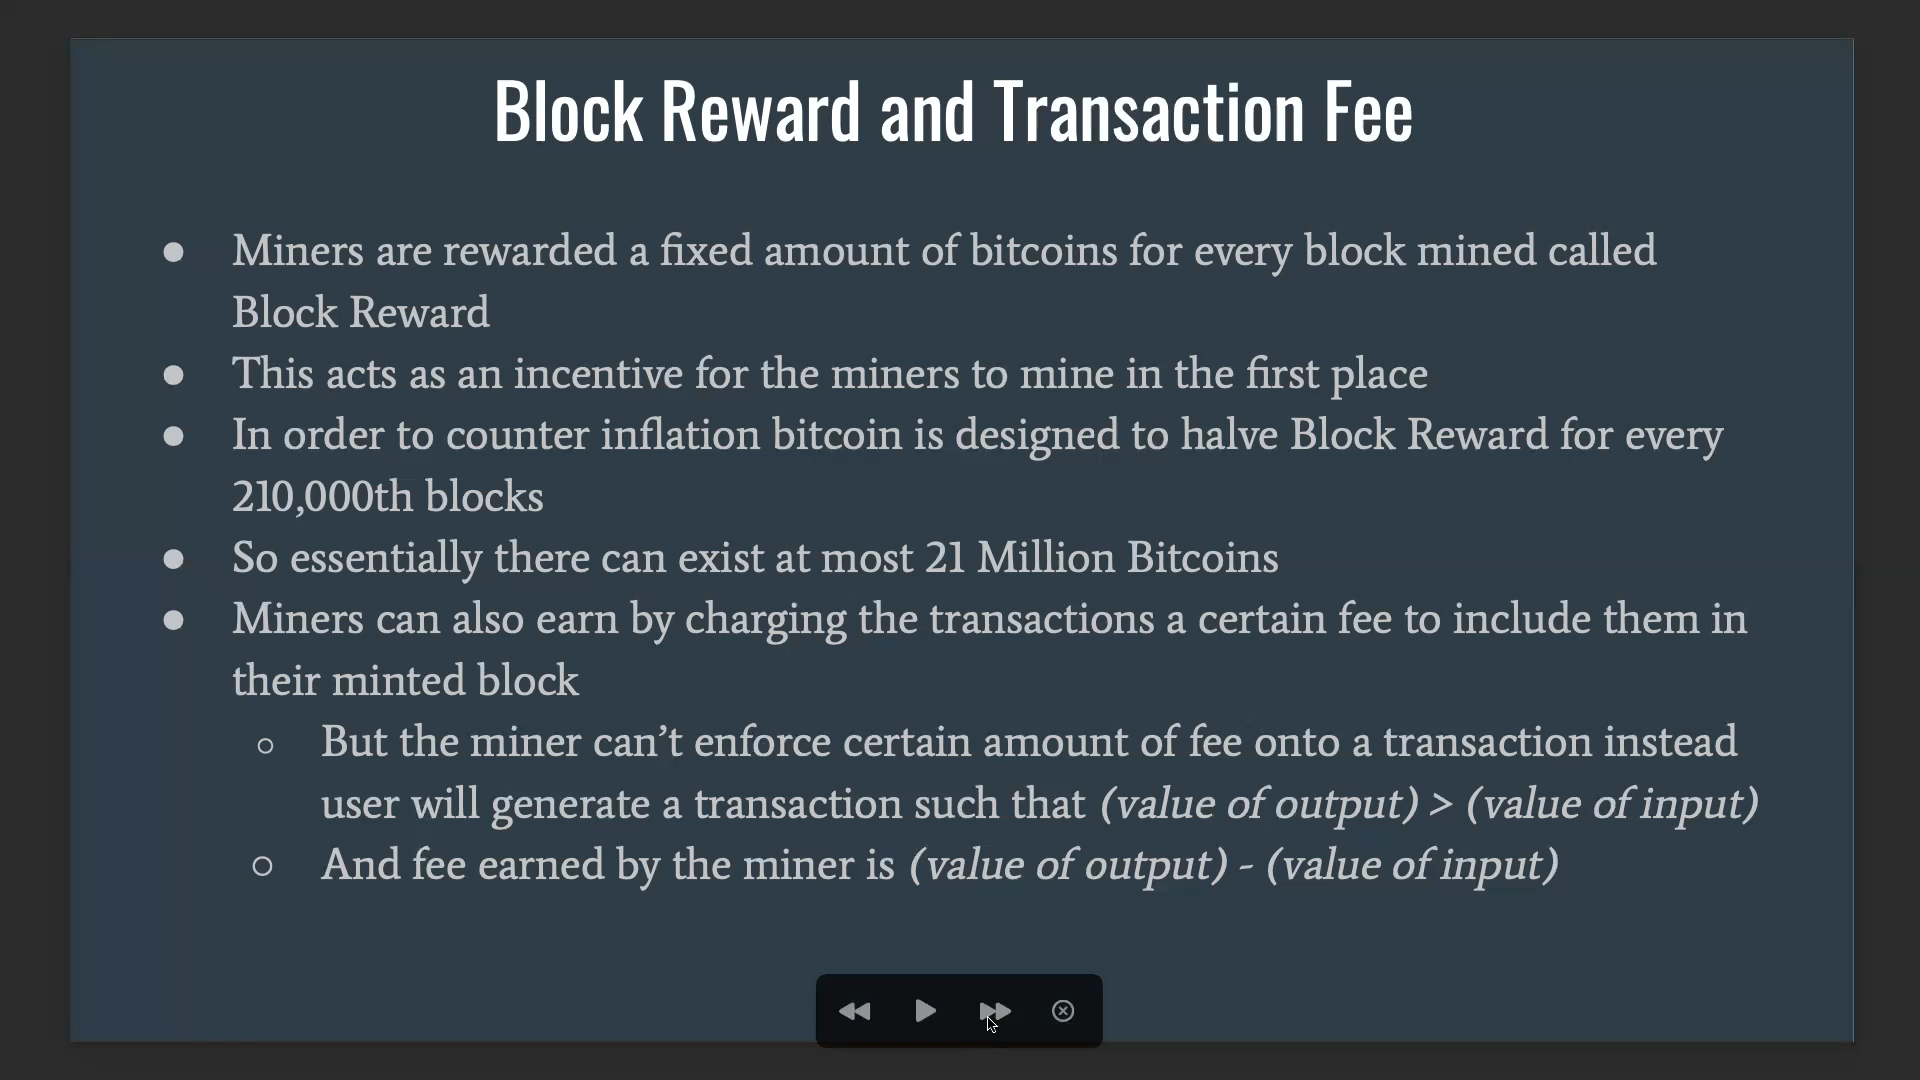 Block Reward and Transaction Fee
● Miners are rewarded a fixed amount of bitcoins for every block mined called
Block Reward
● This acts as an incentive for the miners to mine in the first place
● In order to counter inflation bitcoin is designed to halve Block Reward for every
210,000th blocks
● So essentially there can exist at most 21 Million Bitcoins
● Miners can also earn by charging the transactions a certain fee to include them in
their minted block
○ But the miner can’t enforce certain amount of fee onto a transaction instead
user will generate a transaction such that (value of output) > (value of input)
○ And fee earned by the miner is (value of output) - (value of input)